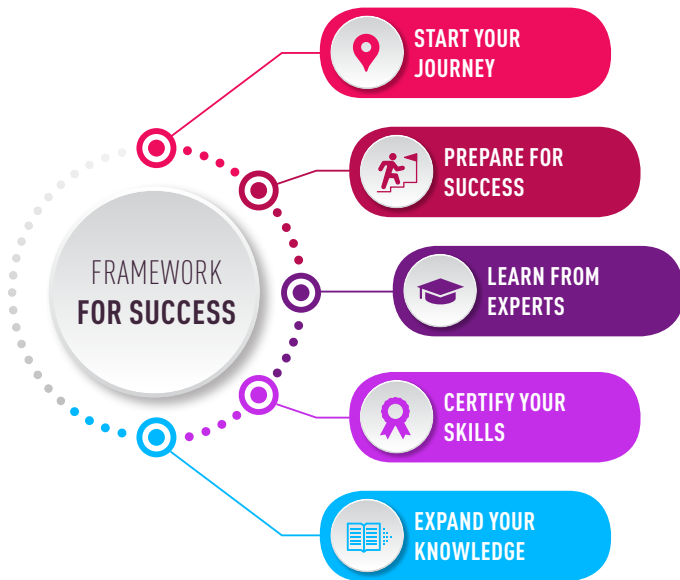 START YOUR
JOURNEY
PREPARE FOR
SUCCESS
FRAMEWORK
FOR SUCCESS
LEARN FROM
EXPERTS
CERTIFY YOUR
SKILLS
EXPAND YOUR
KNOWLEDGE